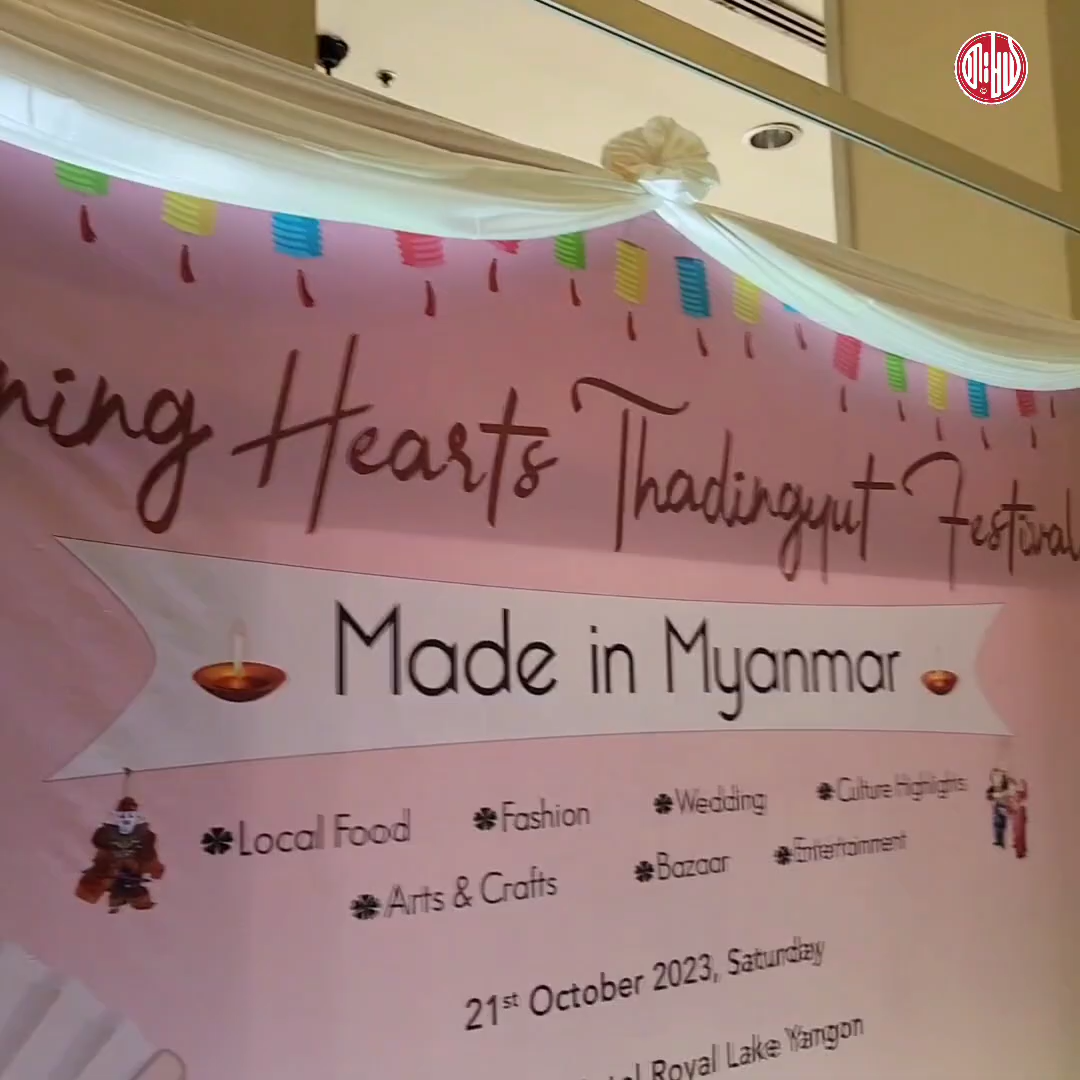 Hearts Thadingyut Festival
Made in Myanmar
Local Food Fashion Wedding Culture Highlights
Arts & Crafts Bazaar Entertainment
21st October 2023, Saturday
Royal Lake Yangon